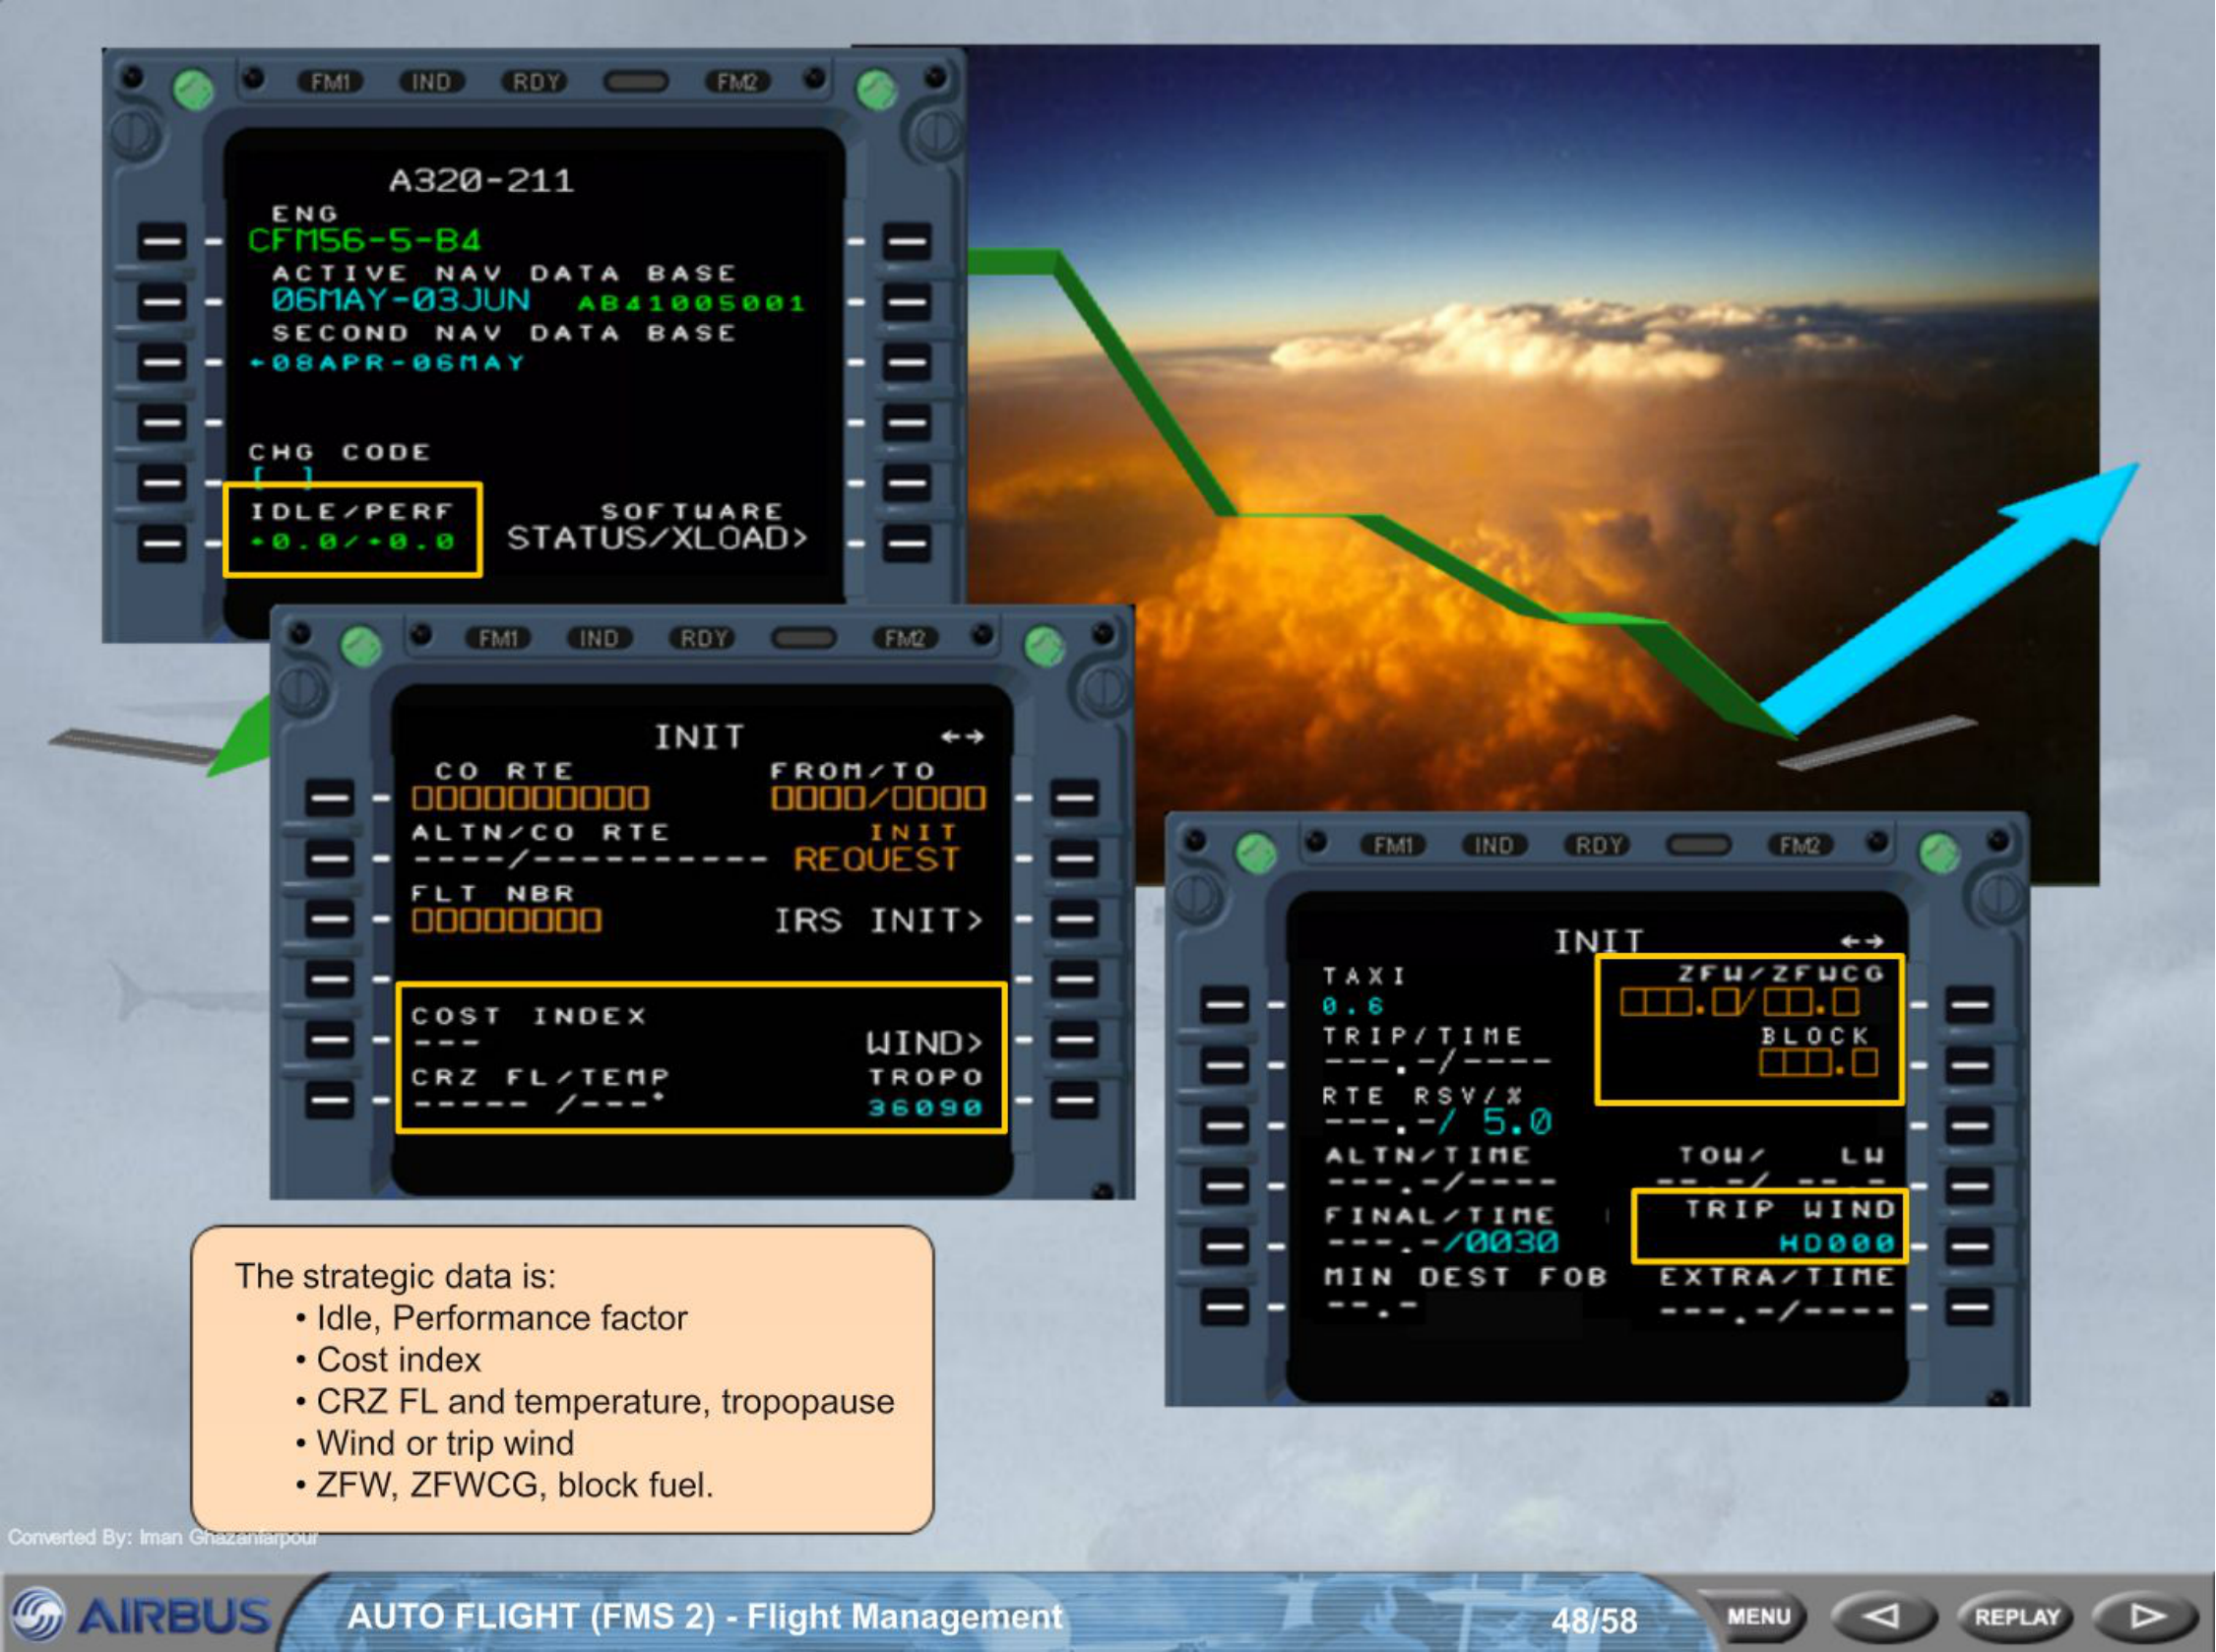 FM1 IND RDY FM2
A320-211
ENG
CFM56-5-B4
ACTIVE NAV DATA BASE
06MAY-03JUN AB41005001
SECOND NAV DATA BASE
←08APR-06MAY
CHG CODE
[ ]
IDLE/PERF SOFTWARE
+0.0/+0.0 STATUS/XLOAD>
FM1 IND RDY FM2
INIT ←→
CO RTE FROM/TO
□□□□□□□□□□ □□□□/□□□□
ALTN/CO RTE INIT
----/---------- REQUEST
FLT NBR
□□□□□□□□ IRS INIT>
COST INDEX
--- WIND>
CRZ FL/TEMP TROPO
----- /---° 36090
FM1 IND RDY FM2
INIT ←→
TAXI ZFW/ZFWCG
0.6 □□□.□/□□.□
TRIP/TIME BLOCK
---.-/---- □□□.□
RTE RSV/%
---.-/ 5.0
ALTN/TIME TOW/ LW
---.-/---- --.-/ --.-
FINAL/TIME TRIP WIND
---.-/0030 HD000
MIN DEST FOB EXTRA/TIME
--.- ---.-/----
The strategic data is:
• Idle, Performance factor
• Cost index
• CRZ FL and temperature, tropopause
• Wind or trip wind
• ZFW, ZFWCG, block fuel.
Converted By: Iman Ghazanfarpour
AIRBUS AUTO FLIGHT (FMS 2) - Flight Management 48/58 MENU REPLAY